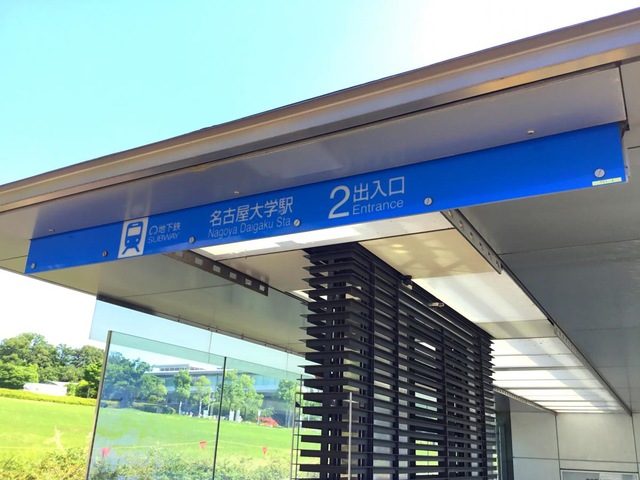 地下鉄
SUBWAY
名古屋大学駅
Nagoya Daigaku Sta.
2 出入口
Entrance